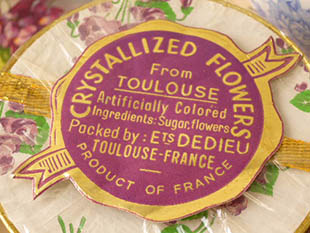 CRYSTALLIZED FLOWERS
From
TOULOUSE
Artificially Colored
Ingredients: Sugar, flowers
Packed by: ETS DEDIEU
TOULOUSE-FRANCE
PRODUCT OF FRANCE